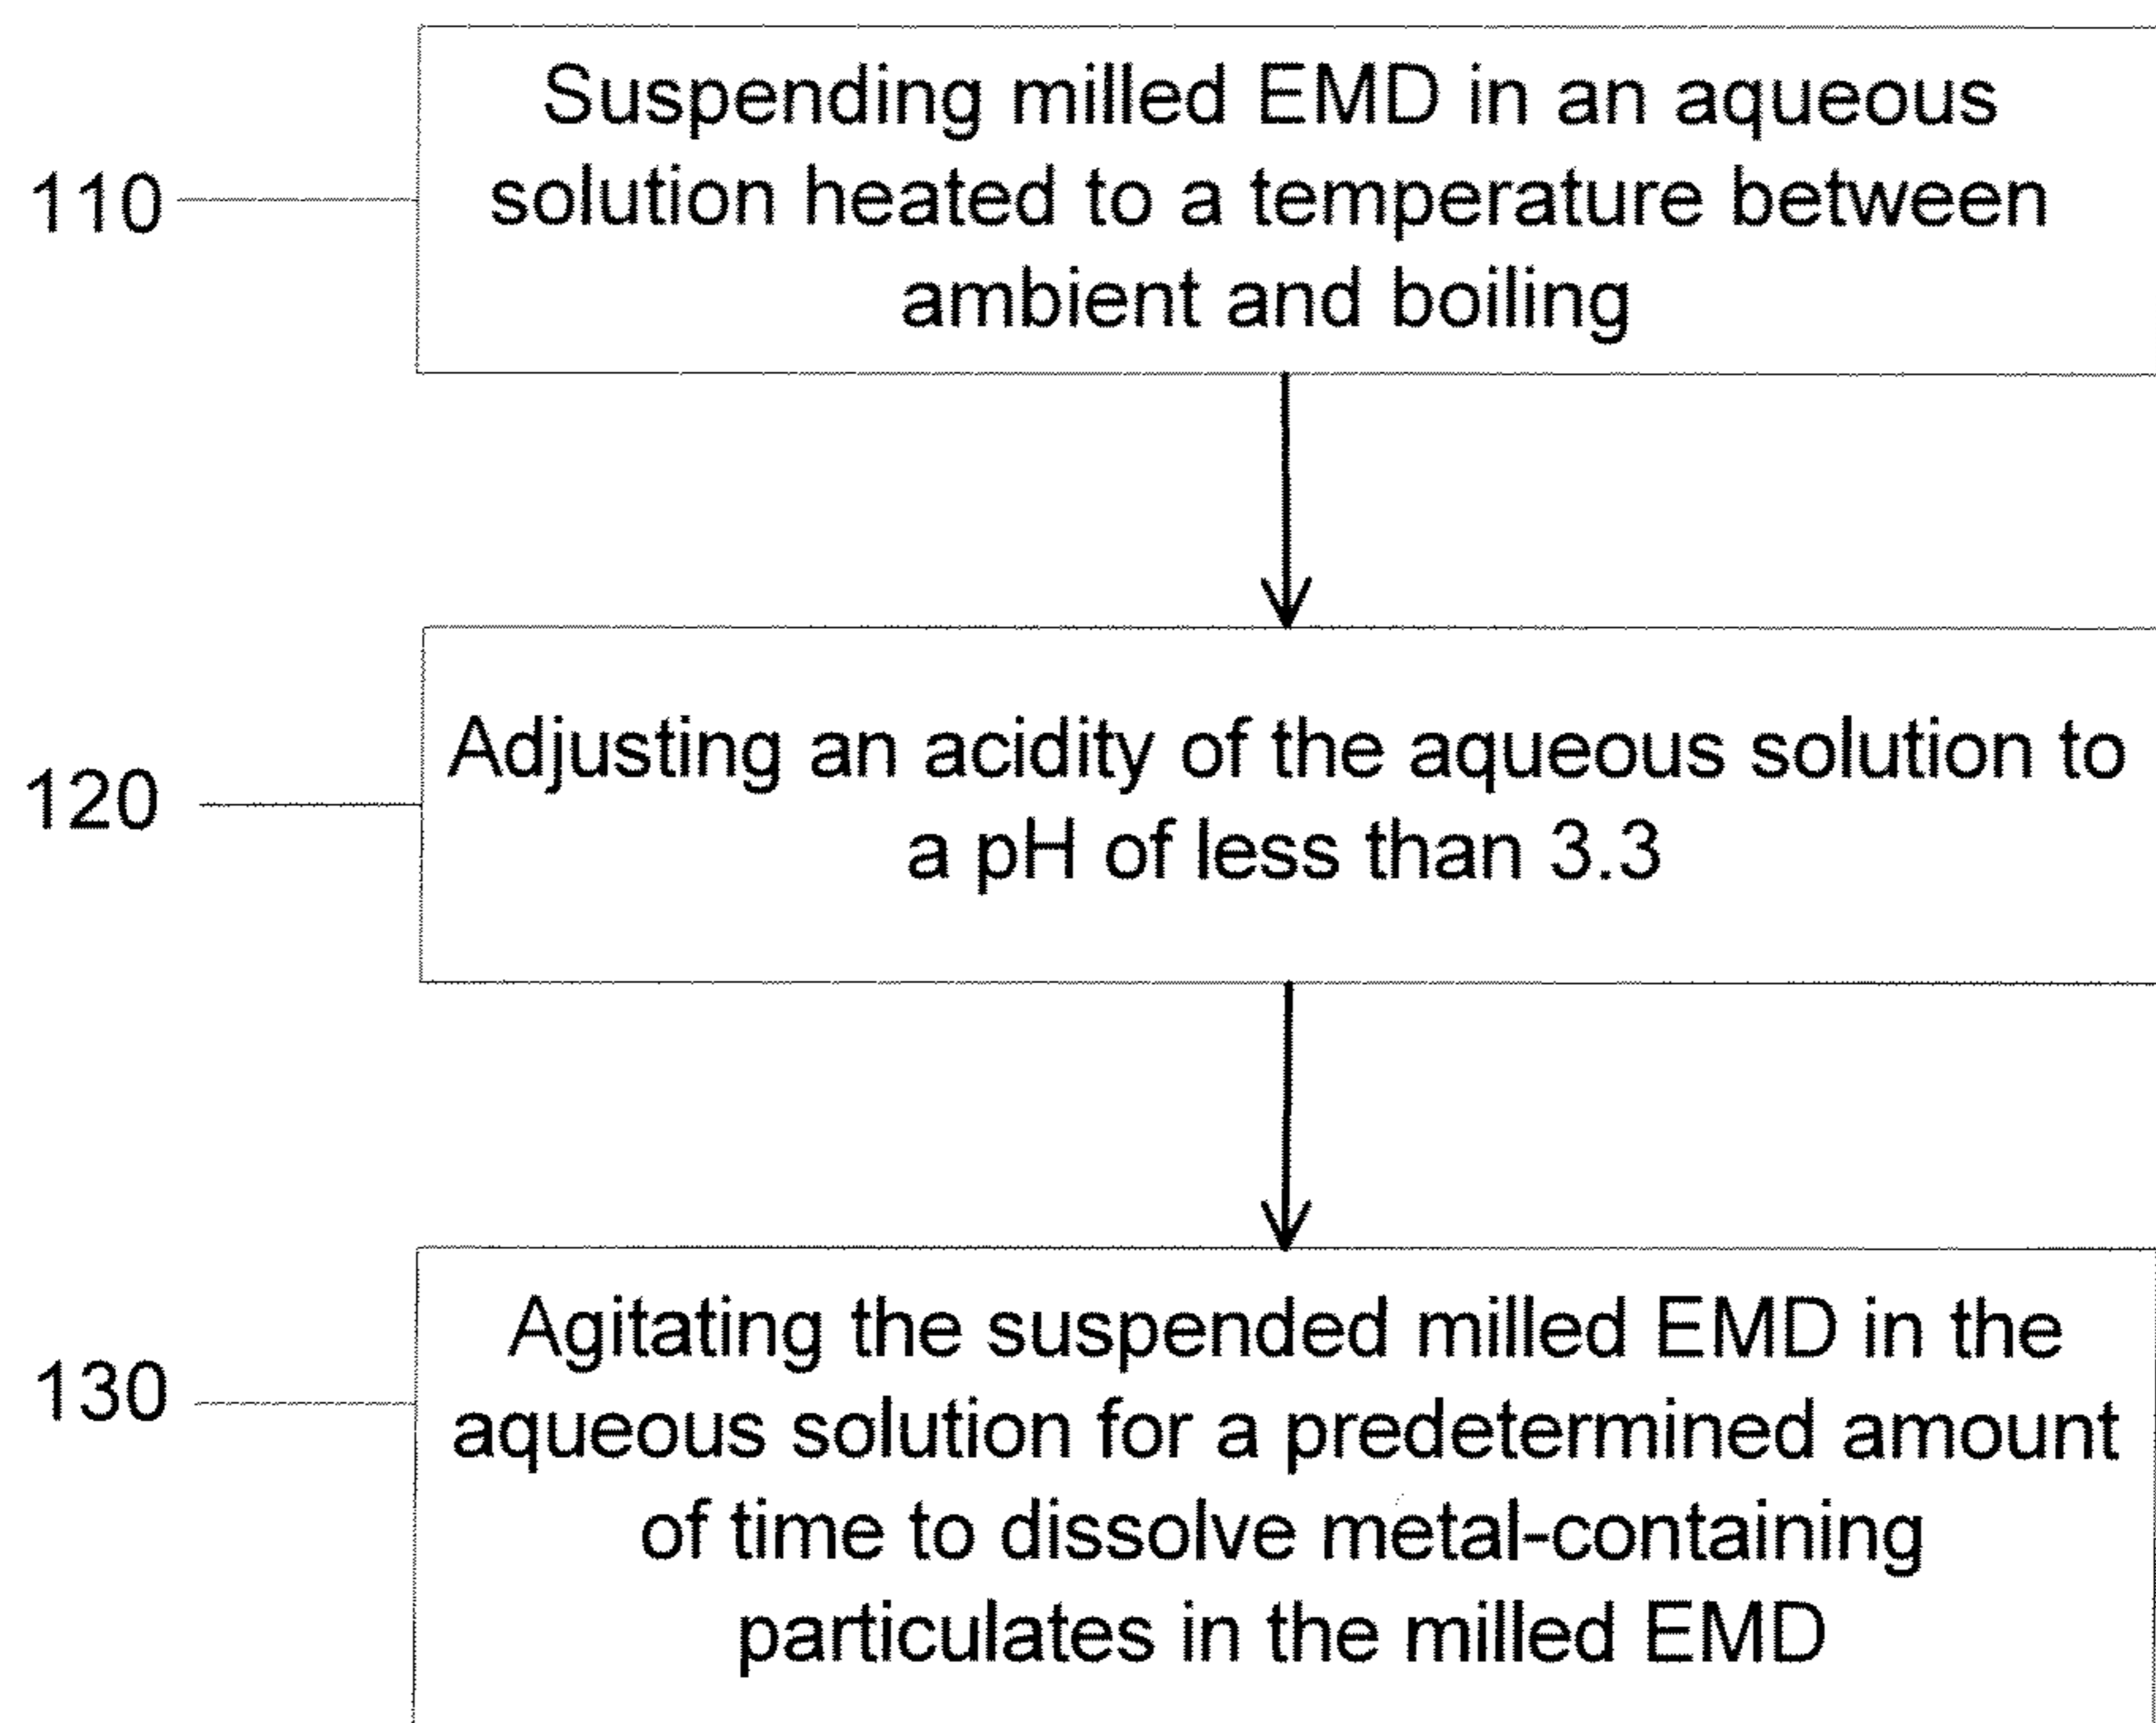 110
Suspending milled EMD in an aqueous
solution heated to a temperature between
ambient and boiling
120
Adjusting an acidity of the aqueous solution to
a pH of less than 3.3
130
Agitating the suspended milled EMD in the
aqueous solution for a predetermined amount
of time to dissolve metal-containing
particulates in the milled EMD